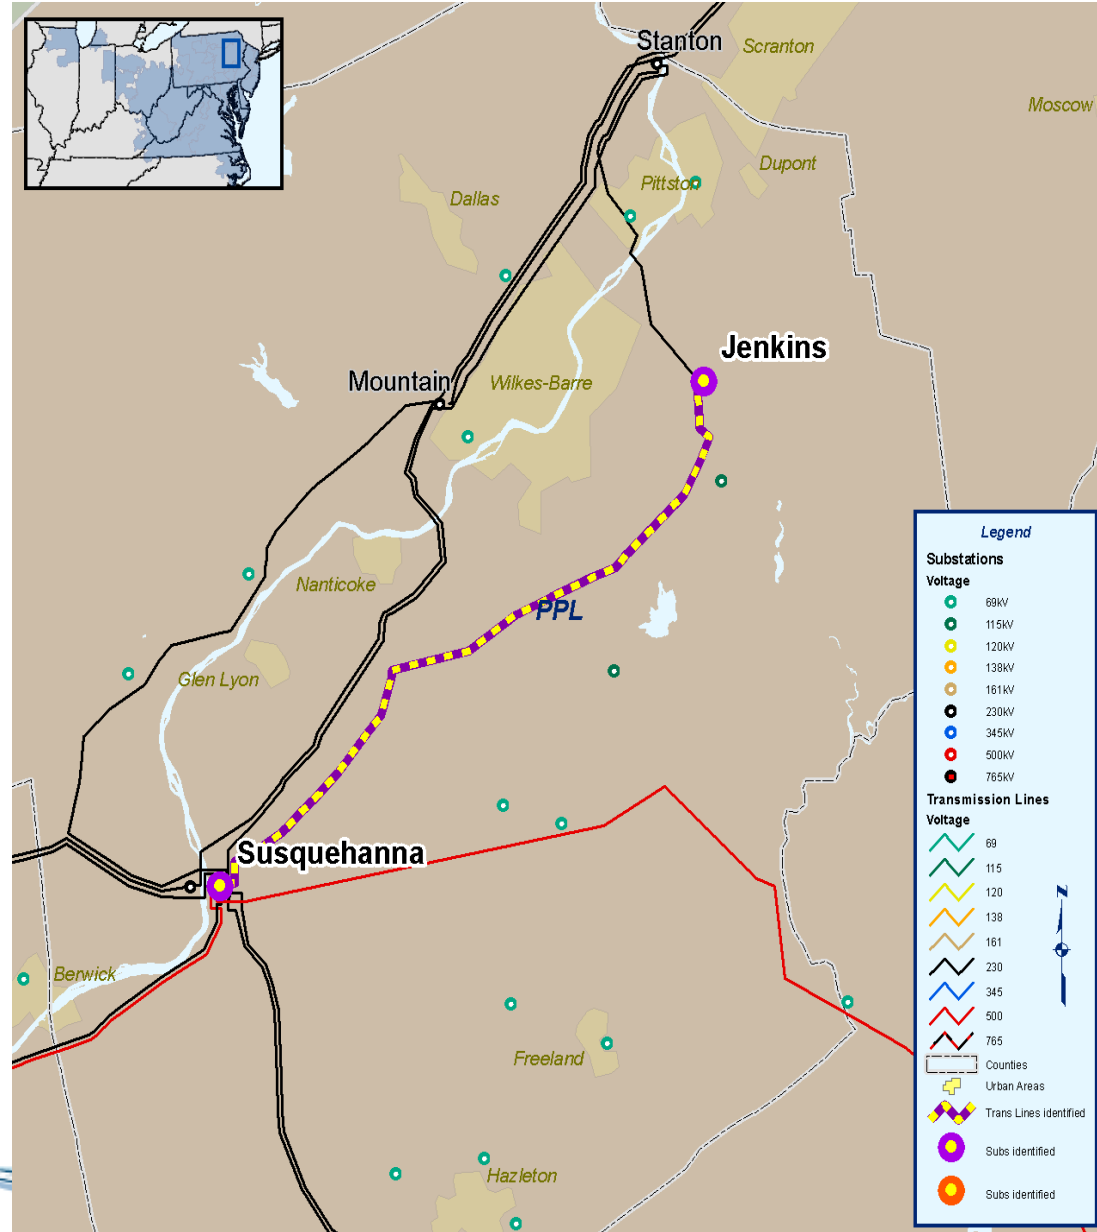 Stanton
Scranton
Moscow
Dupont
Pittston
Dallas
Jenkins
Mountain
Wilkes-Barre
Nanticoke
PPL
Glen Lyon
Susquehanna
Berwick
Freeland
Hazleton
Legend
Substations
Voltage
69kV
115kV
120kV
138kV
161kV
230kV
345kV
500kV
765kV
Transmission Lines
Voltage
69
115
120
138
161
230
345
500
765
N
Counties
Urban Areas
Trans Lines identified
Subs identified
Subs identified